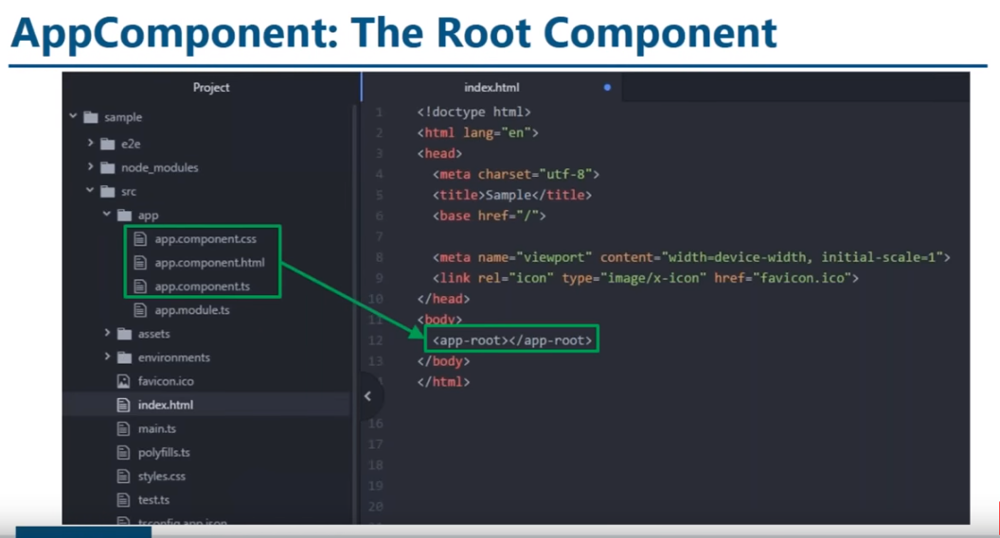 AppComponent: The Root Component
Project
sample
e2e
node_modules
src
app
app.component.css
app.component.html
app.component.ts
app.module.ts
assets
environments
favicon.ico
index.html
main.ts
polyfills.ts
styles.css
test.ts
tsconfig.app.json
index.html
1 <!doctype html>
2 <html lang="en">
3 <head>
4 <meta charset="utf-8">
5 <title>Sample</title>
6 <base href="/">
7
8 <meta name="viewport" content="width=device-width, initial-scale=1">
9 <link rel="icon" type="image/x-icon" href="favicon.ico">
10 </head>
11 <body>
12 <app-root></app-root>
13 </body>
</html>
16
17
18
19
20